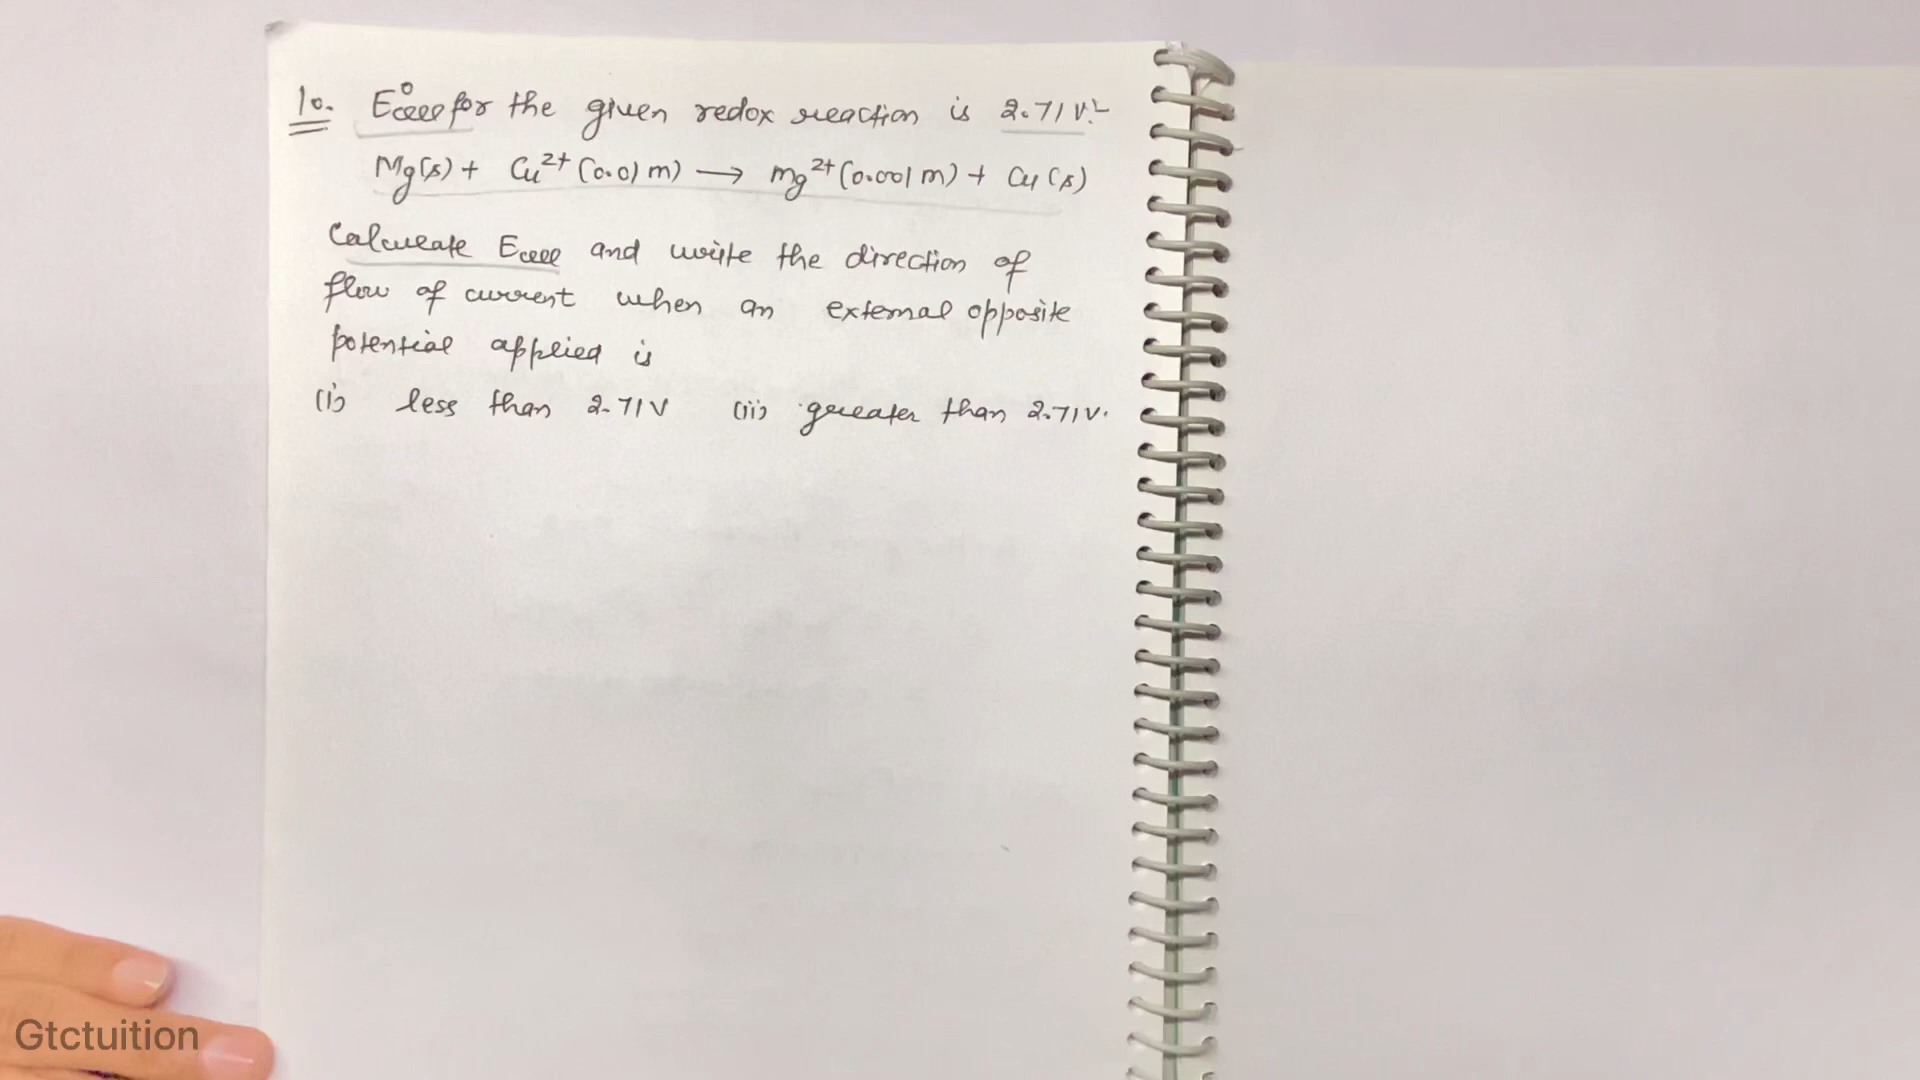 10. E°cell for the given redox reaction is 2.71V:-
Mg(s) + Cu²⁺ (0.01 m) → mg²⁺ (0.001 m) + Cu (s)
Calculate Ecell and write the direction of
flow of current when an external opposite
potential applied is
(i) less than 2.71V (ii) greater than 2.71V.
Gtctuition